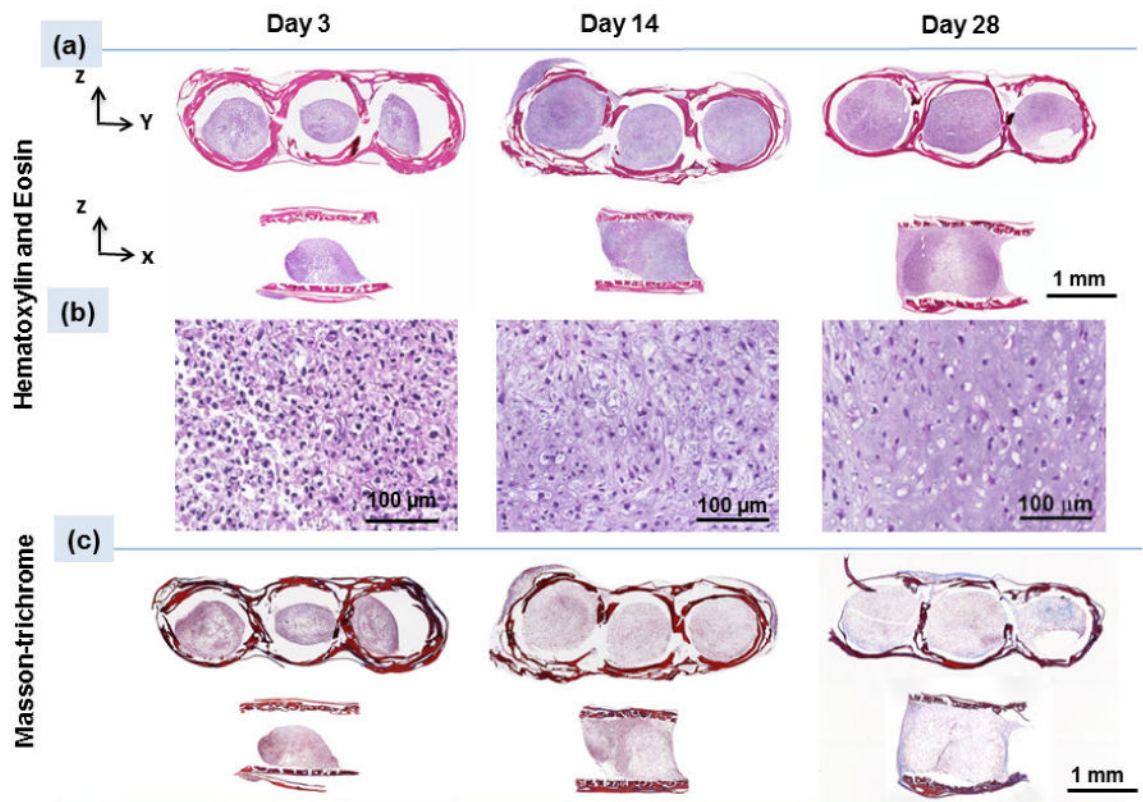 Day 3 Day 14 Day 28
(a)
Z
Y
Z
X
1 mm
Hematoxylin and Eosin
(b)
100 µm 100 µm 100 µm
(c)
Masson-trichrome
1 mm